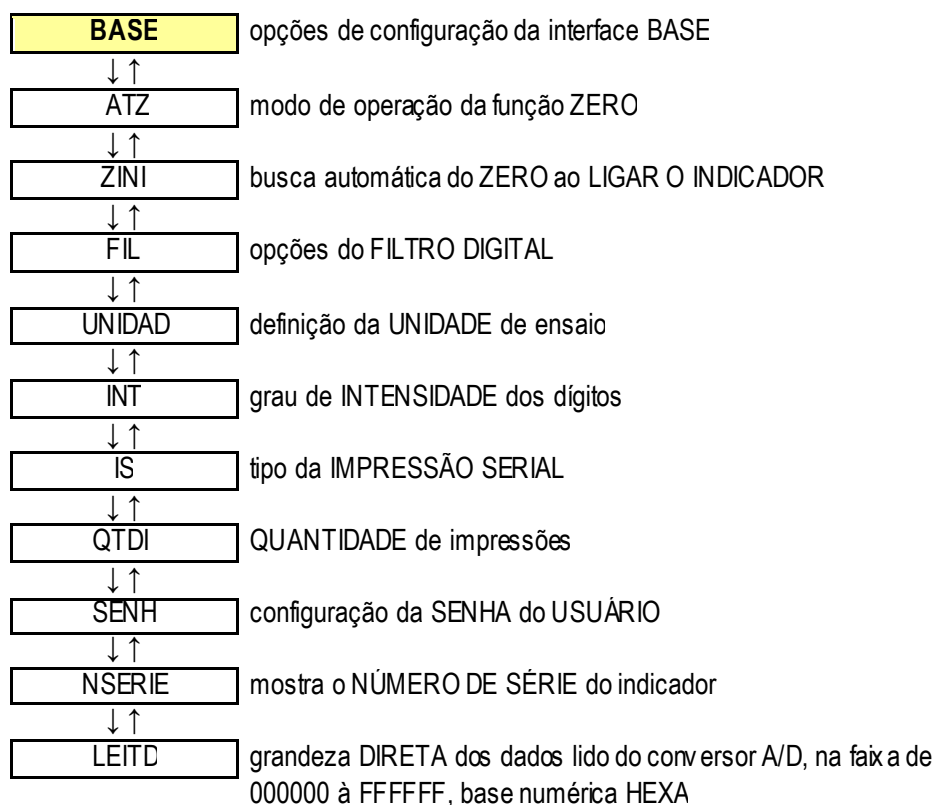 BASE opções de configuração da interface BASE
↓↑
ATZ modo de operação da função ZERO
↓↑
ZINI busca automática do ZERO ao LIGAR O INDICADOR
↓↑
FIL opções do FILTRO DIGITAL
↓↑
UNIDAD definição da UNIDADE de ensaio
↓↑
INT grau de INTENSIDADE dos dígitos
↓↑
IS tipo da IMPRESSÃO SERIAL
↓↑
QTDI QUANTIDADE de impressões
↓↑
SENH configuração da SENHA do USUÁRIO
↓↑
NSERIE mostra o NÚMERO DE SÉRIE do indicador
↓↑
LEITD grandeza DIRETA dos dados lido do conversor A/D, na faixa de
000000 à FFFFFF, base numérica HEXA